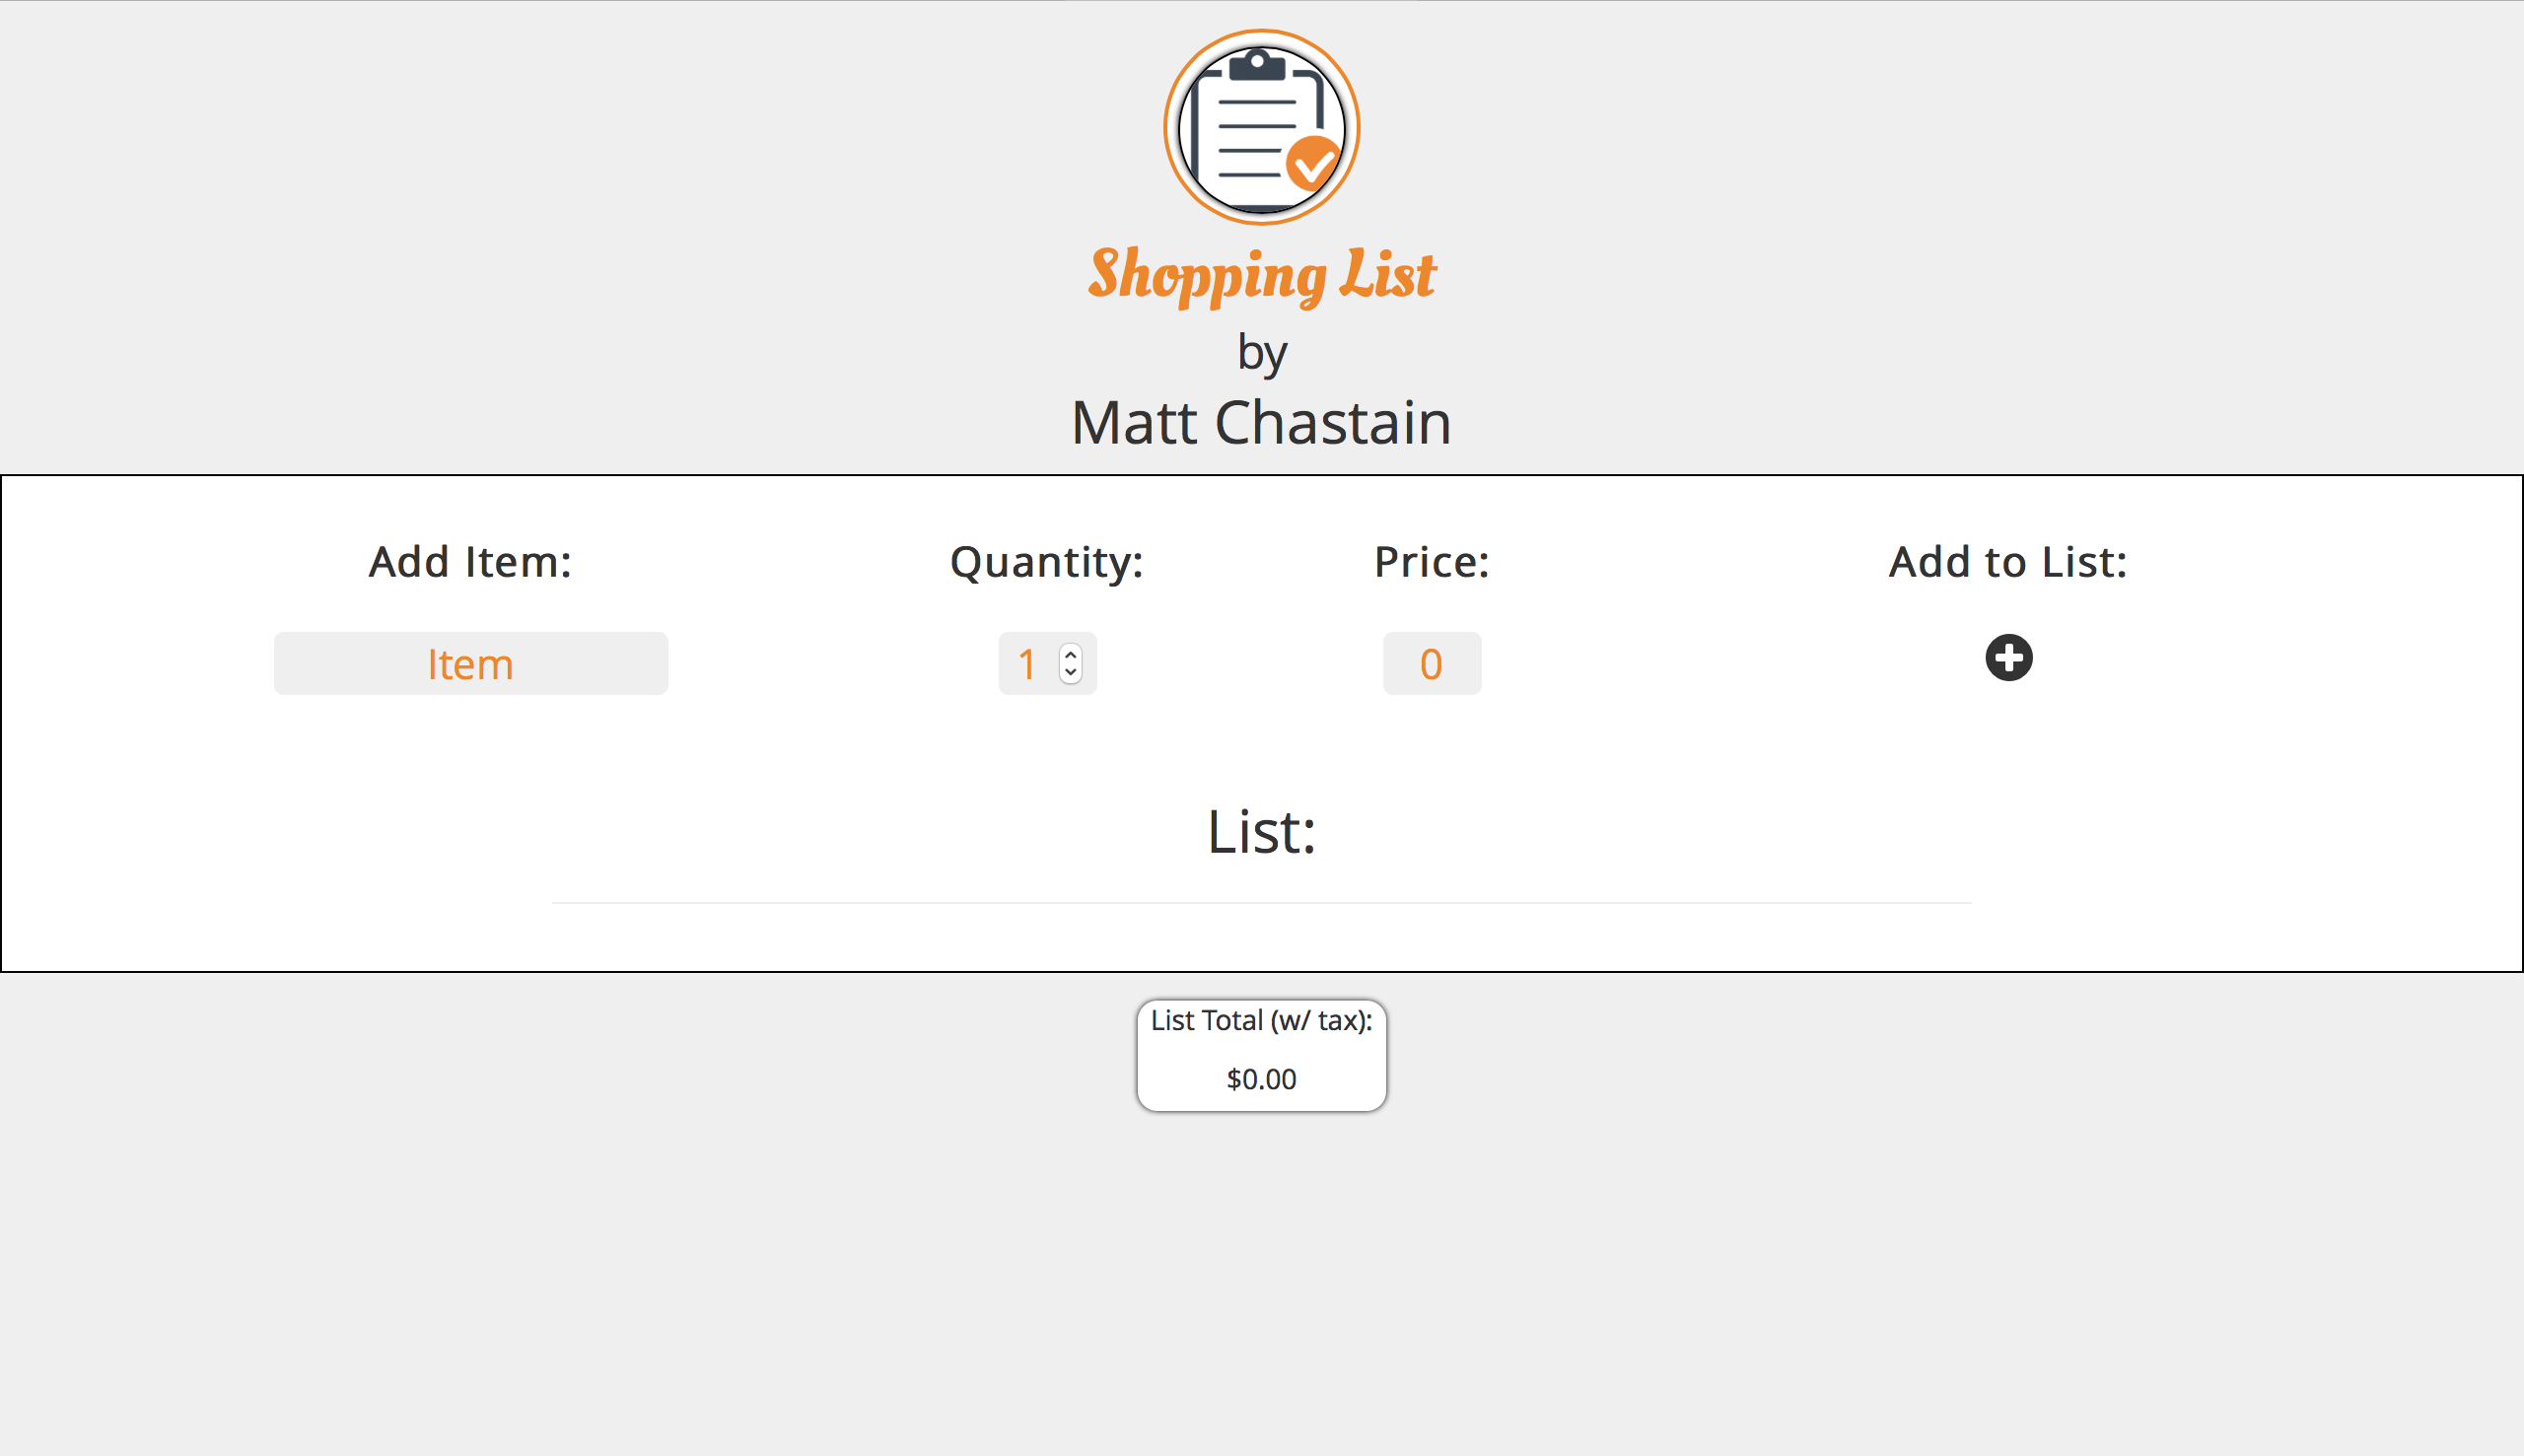 Shopping List
by
Matt Chastain
Add Item: Quantity: Price: Add to List:
Item 1 0
List:
List Total (w/ tax):
$0.00